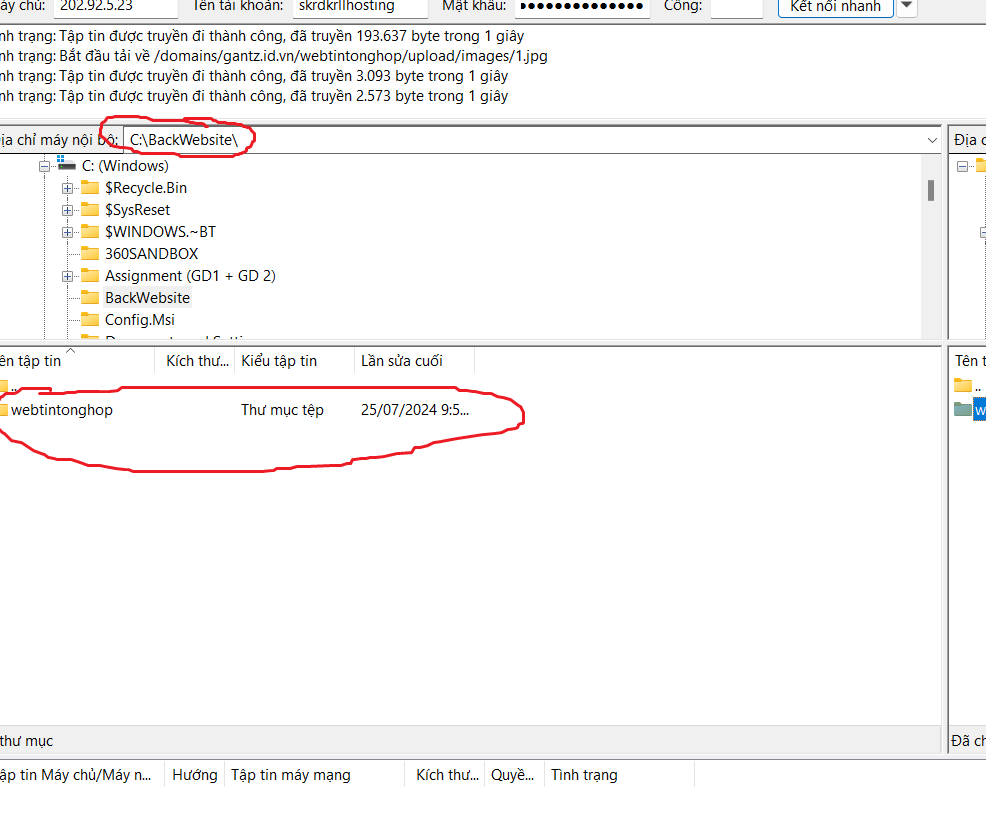 áy chủ: 202.92.5.23 Tên tài khoản: skrdkrllhosting Mật khẩu: ●●●●●●●●●●●●●●● Cổng: Kết nối nhanh
nh trạng: Tập tin được truyền đi thành công, đã truyền 193.637 byte trong 1 giây
nh trạng: Bắt đầu tải về /domains/gantz.id.vn/webtintonghop/upload/images/1.jpg
nh trạng: Tập tin được truyền đi thành công, đã truyền 3.093 byte trong 1 giây
nh trạng: Tập tin được truyền đi thành công, đã truyền 2.573 byte trong 1 giây
ịa chỉ máy nội bộ: C:\BackWebsite\ Địa c
C: (Windows)
$Recycle.Bin
$SysReset
$WINDOWS.~BT
360SANDBOX
Assignment (GD1 + GD 2)
BackWebsite
Config.Msi
ên tập tin Kích thư... Kiểu tập tin Lần sửa cuối Tên t
.. ..
webtintonghop Thư mục tệp 25/07/2024 9:5... w
thư mục Đã ch
ập tin Máy chủ/Máy n... Hướng Tập tin máy mạng Kích thư... Quyề... Tình trạng